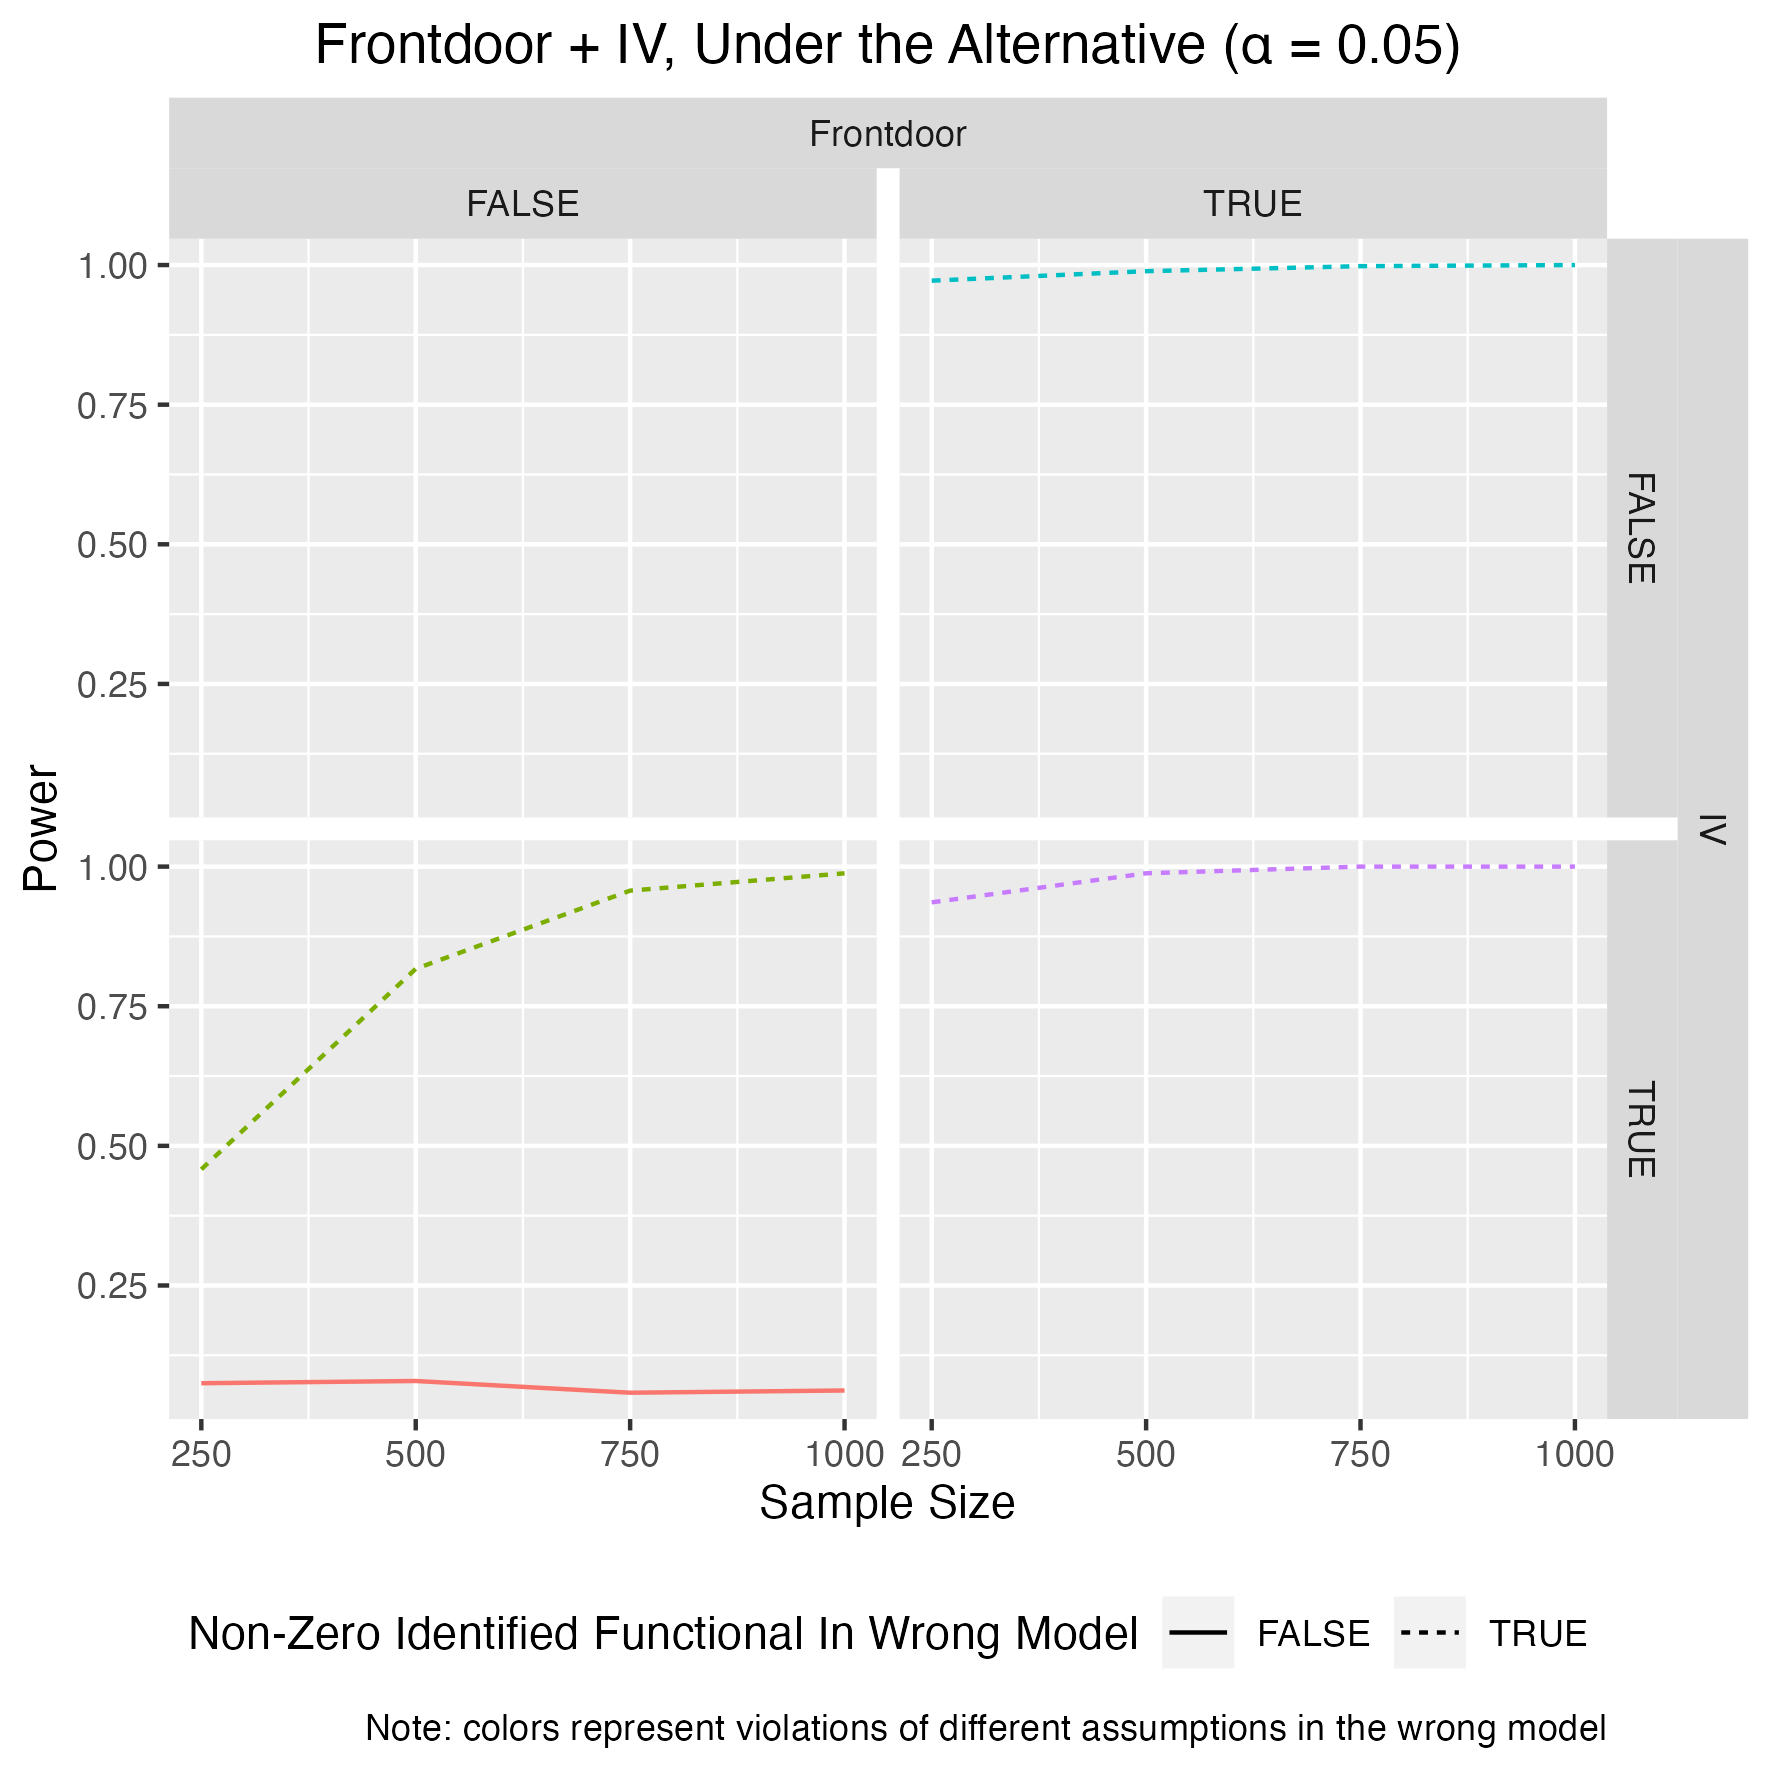 Frontdoor + IV, Under the Alternative (α = 0.05)
Frontdoor
FALSE
TRUE
1.00
0.75
0.50
0.25
FALSE
IV
Power
1.00
0.75
0.50
0.25
TRUE
250 500 750 1000 250 500 750 1000
Sample Size
Non-Zero Identified Functional In Wrong Model FALSE TRUE
Note: colors represent violations of different assumptions in the wrong model